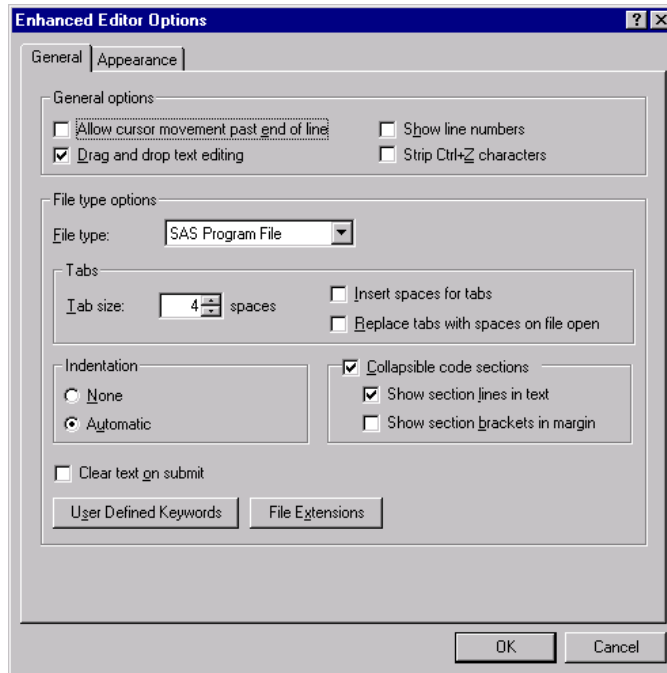 Enhanced Editor Options
General Appearance
General options
Allow cursor movement past end of line
Show line numbers
Drag and drop text editing
Strip Ctrl+Z characters
File type options
File type: SAS Program File
Tabs
Tab size: 4 spaces
Insert spaces for tabs
Replace tabs with spaces on file open
Indentation
None
Automatic
Collapsible code sections
Show section lines in text
Show section brackets in margin
Clear text on submit
User Defined Keywords File Extensions
OK Cancel